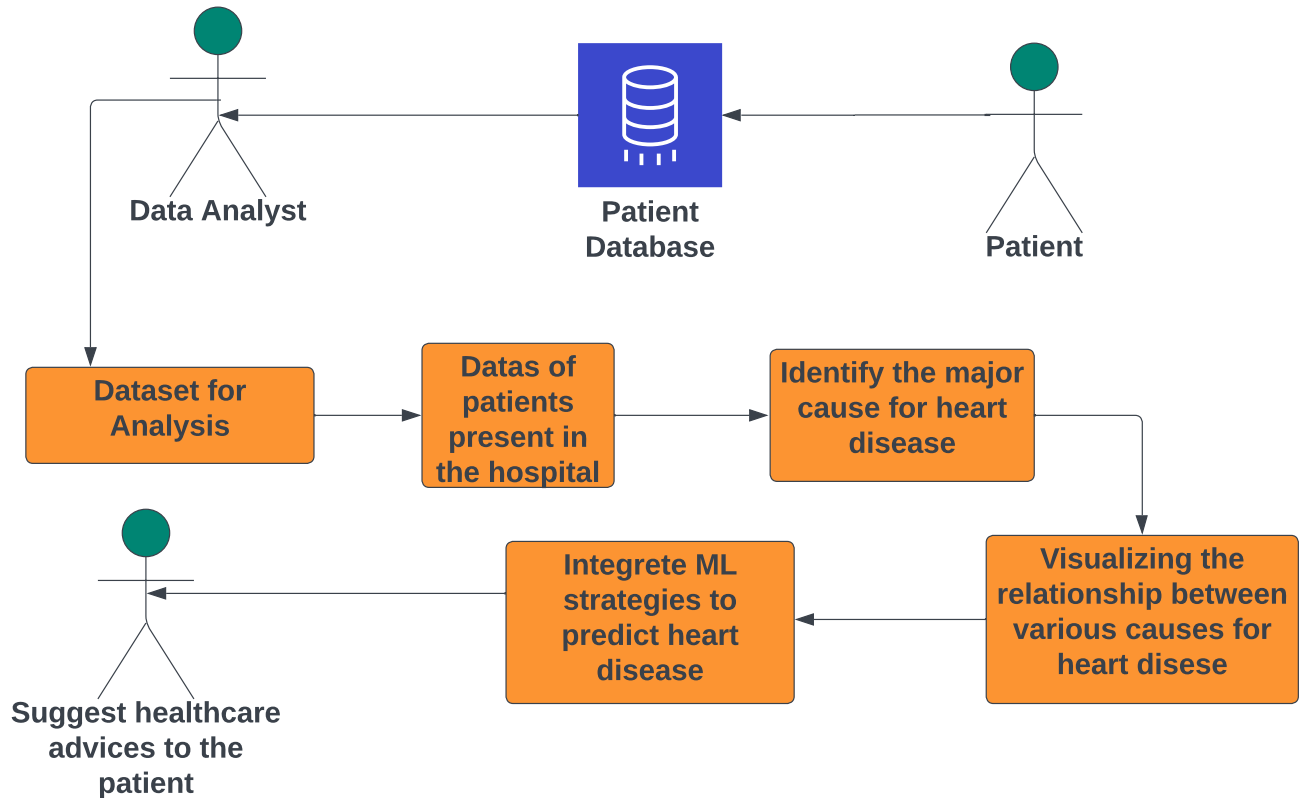 Data Analyst
Patient
Database
Patient
Dataset for
Analysis
Datas of
patients
present in
the hospital
Identify the major
cause for heart
disease
Visualizing the
relationship between
various causes for
heart disese
Integrete ML
strategies to
predict heart
disease
Suggest healthcare
advices to the
patient